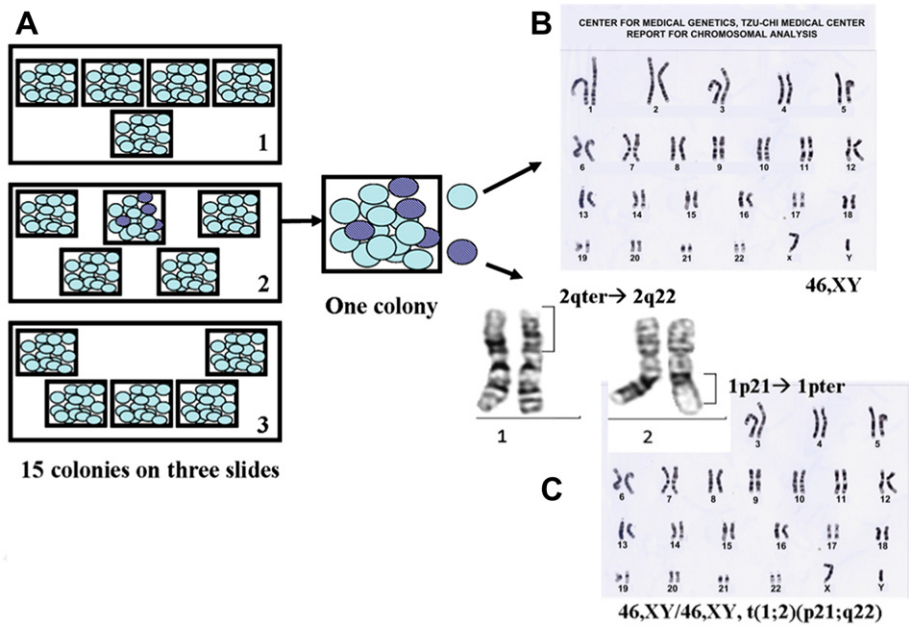 A
1
2
3
15 colonies on three slides
One colony
B
CENTER FOR MEDICAL GENETICS, TZU-CHI MEDICAL CENTER
REPORT FOR CHROMOSOMAL ANALYSIS
1 2 3 4 5
6 7 8 9 10 11 12
13 14 15 16 17 18
19 20 21 22 X Y
46,XY
2qter→ 2q22
1p21→ 1pter
1 2
C
3 4 5
6 7 8 9 10 11 12
13 14 15 16 17 18
19 20 21 22 X Y
46,XY/46,XY, t(1;2)(p21;q22)